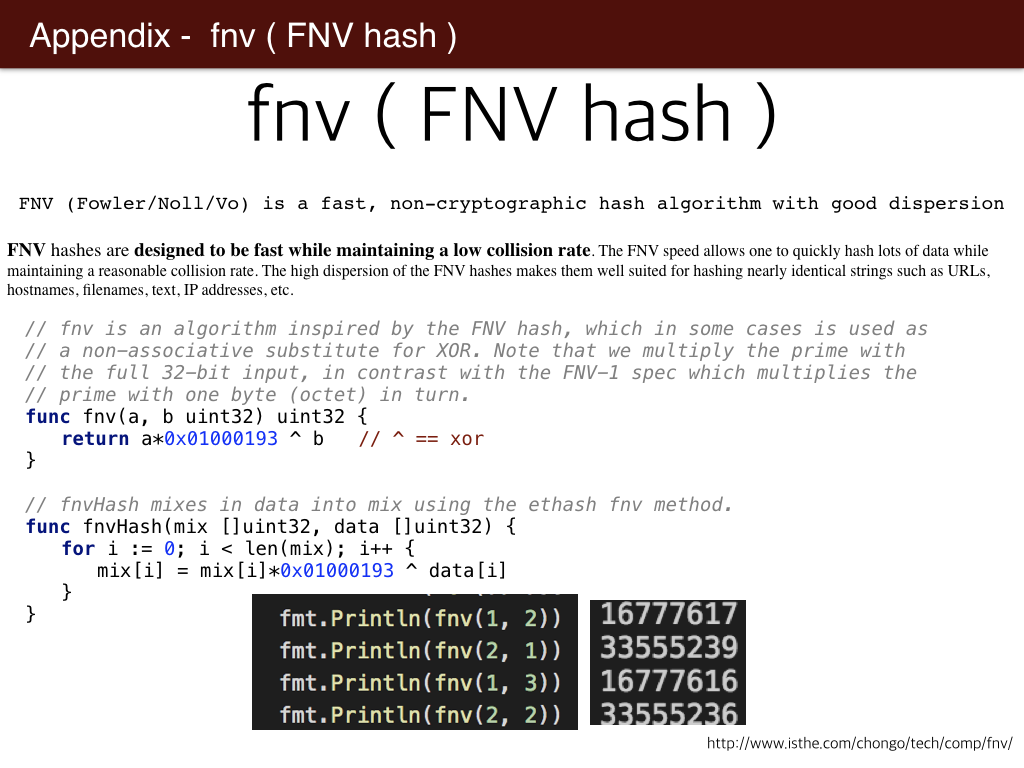 Appendix -  fnv ( FNV hash )
fnv ( FNV hash )
FNV (Fowler/Noll/Vo) is a fast, non-cryptographic hash algorithm with good dispersion
FNV hashes are designed to be fast while maintaining a low collision rate. The FNV speed allows one to quickly hash lots of data while
maintaining a reasonable collision rate. The high dispersion of the FNV hashes makes them well suited for hashing nearly identical strings such as URLs,
hostnames, filenames, text, IP addresses, etc.
// fnv is an algorithm inspired by the FNV hash, which in some cases is used as
// a non-associative substitute for XOR. Note that we multiply the prime with
// the full 32-bit input, in contrast with the FNV-1 spec which multiplies the
// prime with one byte (octet) in turn.
func fnv(a, b uint32) uint32 {
return a*0x01000193 ^ b   // ^ == xor
}
// fnvHash mixes in data into mix using the ethash fnv method.
func fnvHash(mix []uint32, data []uint32) {
for i := 0; i < len(mix); i++ {
mix[i] = mix[i]*0x01000193 ^ data[i]
}
}
fmt.Println(fnv(1, 2))
fmt.Println(fnv(2, 1))
fmt.Println(fnv(1, 3))
fmt.Println(fnv(2, 2))
16777617
33555239
16777616
33555236
http://www.isthe.com/chongo/tech/comp/fnv/